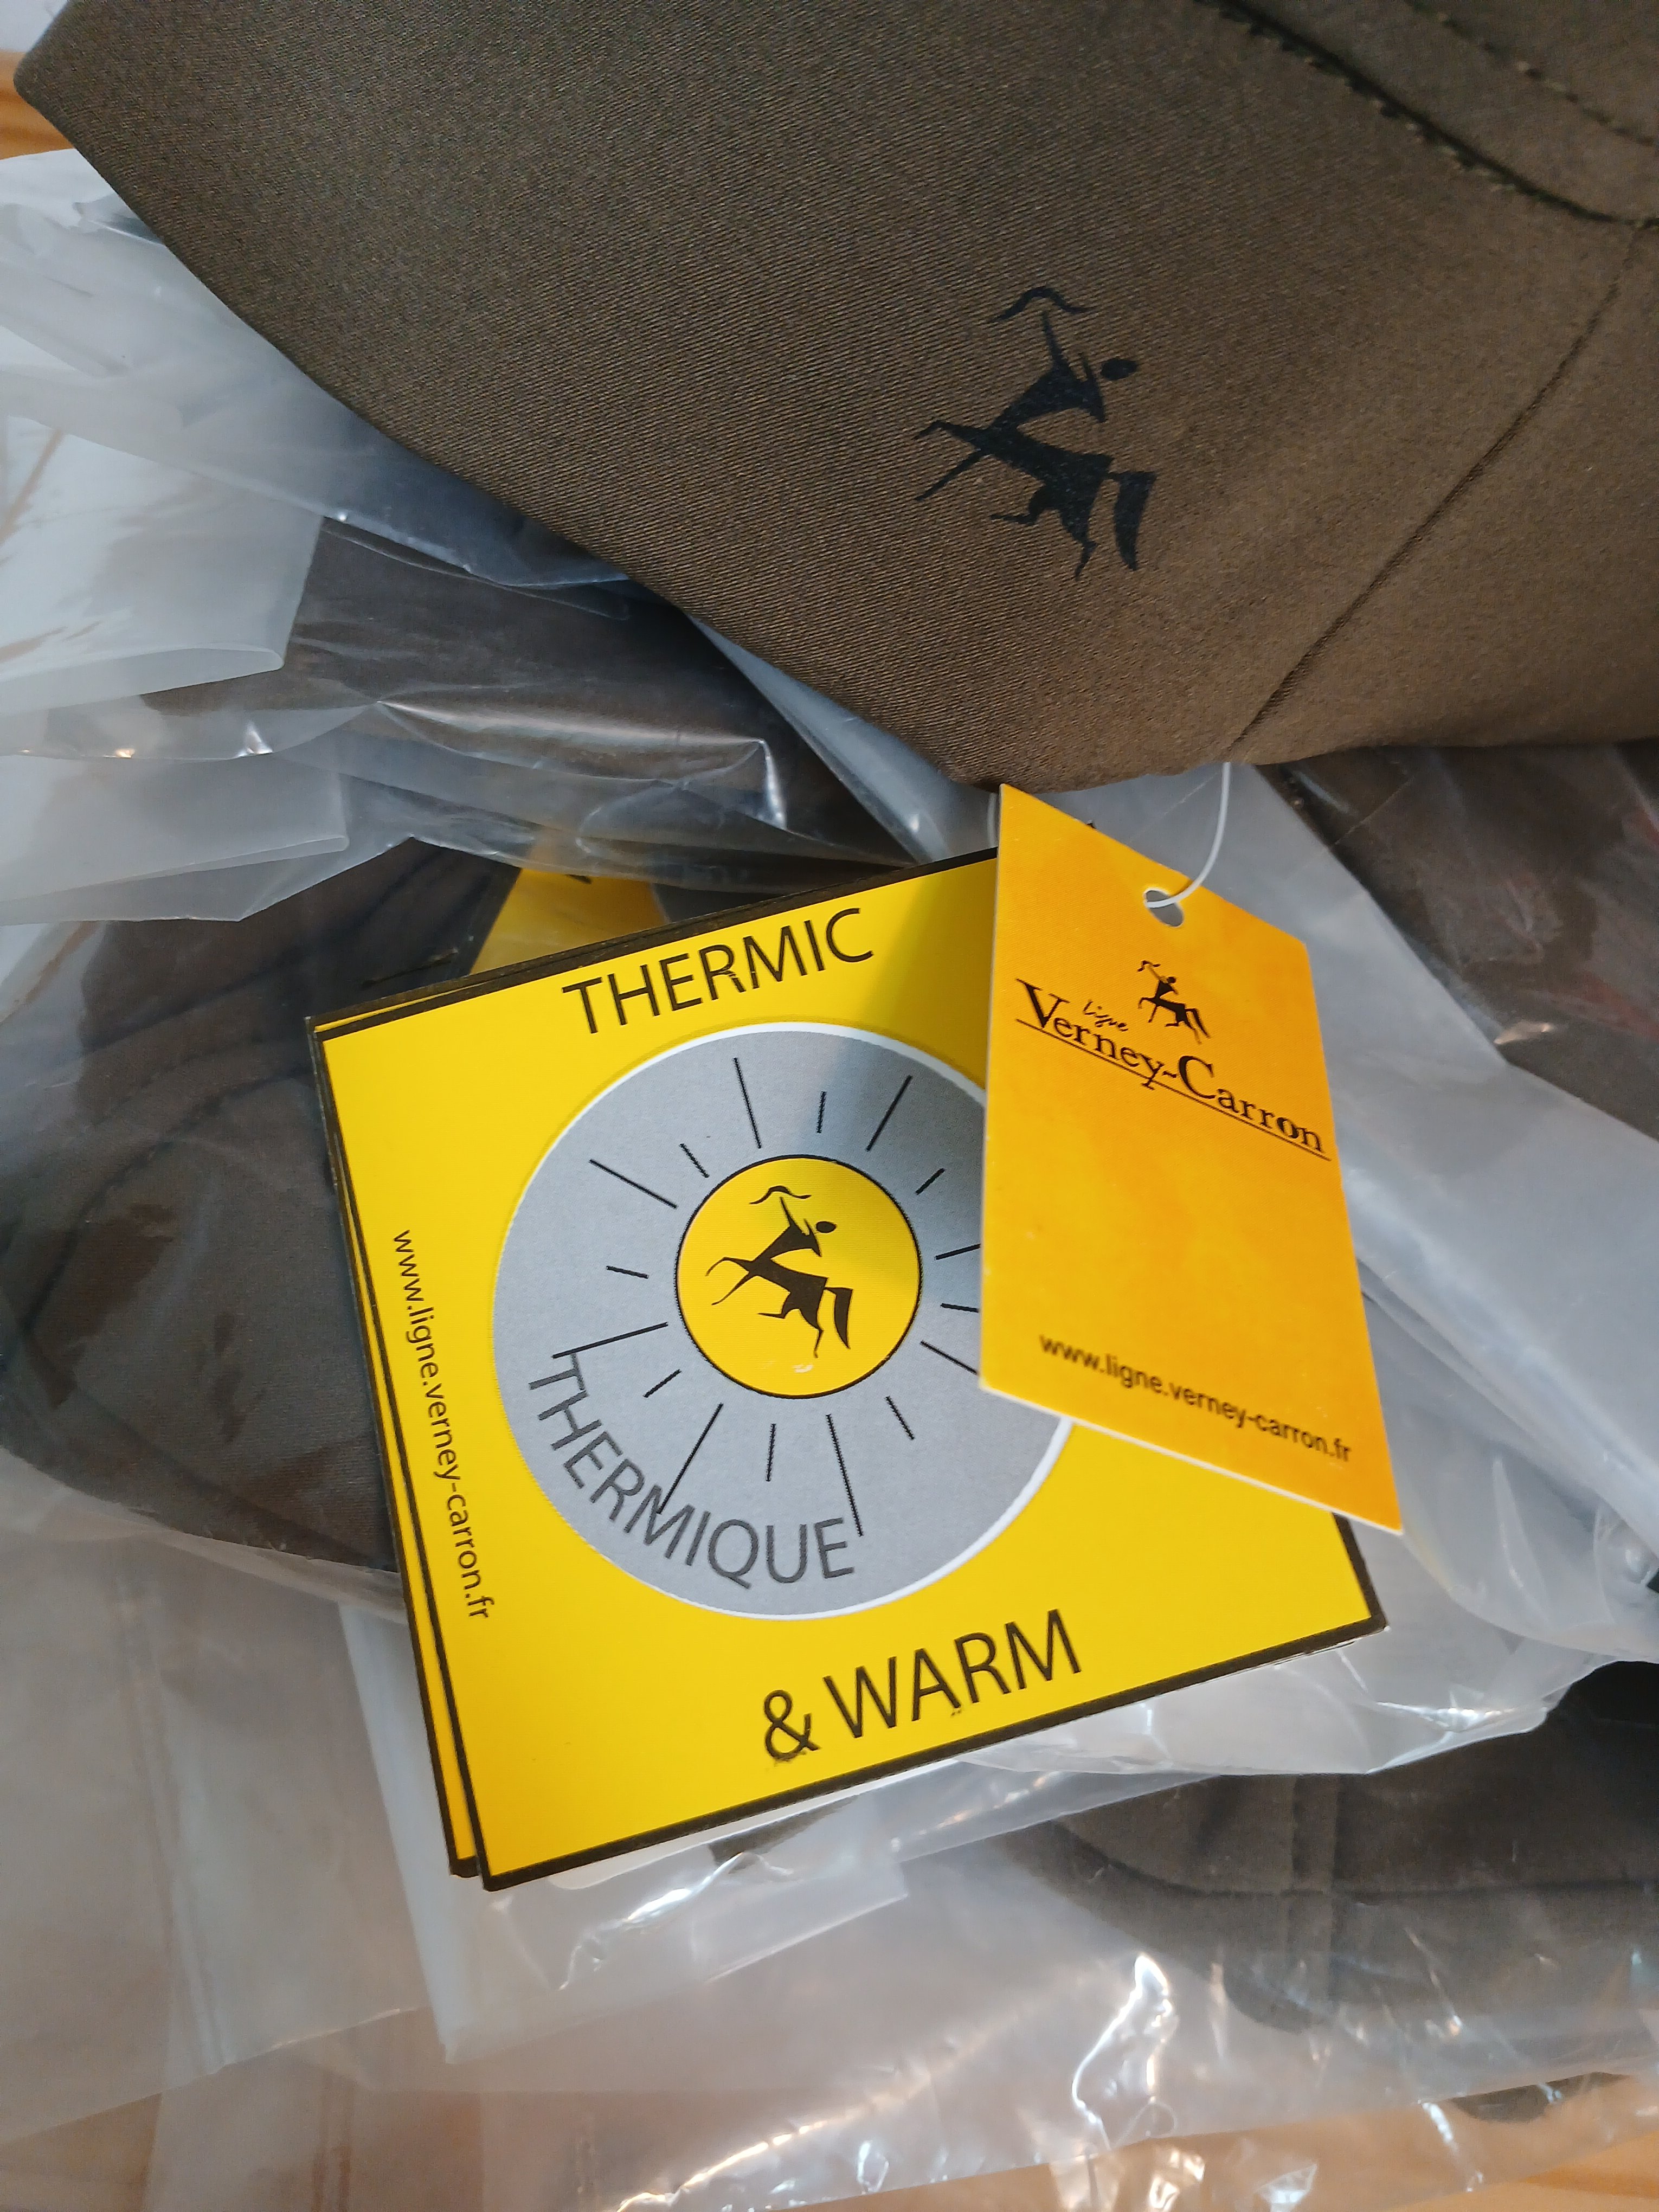 THERMIC
THERMIQUE
& WARM
www.ligne.verney-carron.fr
ligne
Verney-Carron
www.ligne.verney-carron.fr